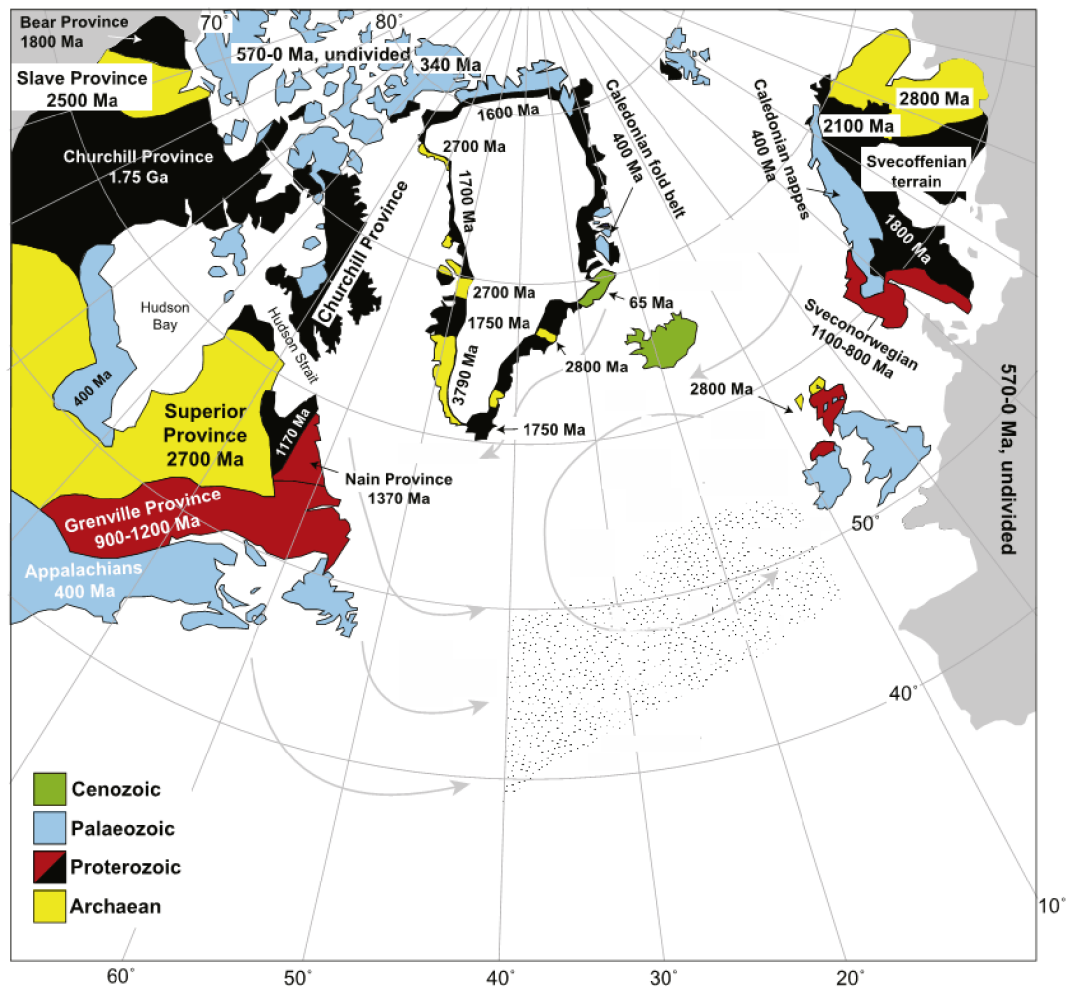 70°
80°
Bear Province
1800 Ma
570-0 Ma, undivided
340 Ma
Slave Province
2500 Ma
1600 Ma
2700 Ma
Caledonian fold belt
400 Ma
Caledonian nappes
400 Ma
2800 Ma
2100 Ma
Svecoffenian
terrain
Churchill Province
1.75 Ga
1700 Ma
Churchill Province
1800 Ma
Hudson
Bay
Hudson Strait
2700 Ma
65 Ma
1750 Ma
Sveconorwegian
1100-800 Ma
2800 Ma
3790 Ma
2800 Ma
400 Ma
570-0 Ma, undivided
Superior
Province
2700 Ma
1170 Ma
1750 Ma
Nain Province
1370 Ma
Grenville Province
900-1200 Ma
50°
Appalachians
400 Ma
40°
Cenozoic
Palaeozoic
Proterozoic
Archaean
10°
60°
50°
40°
30°
20°